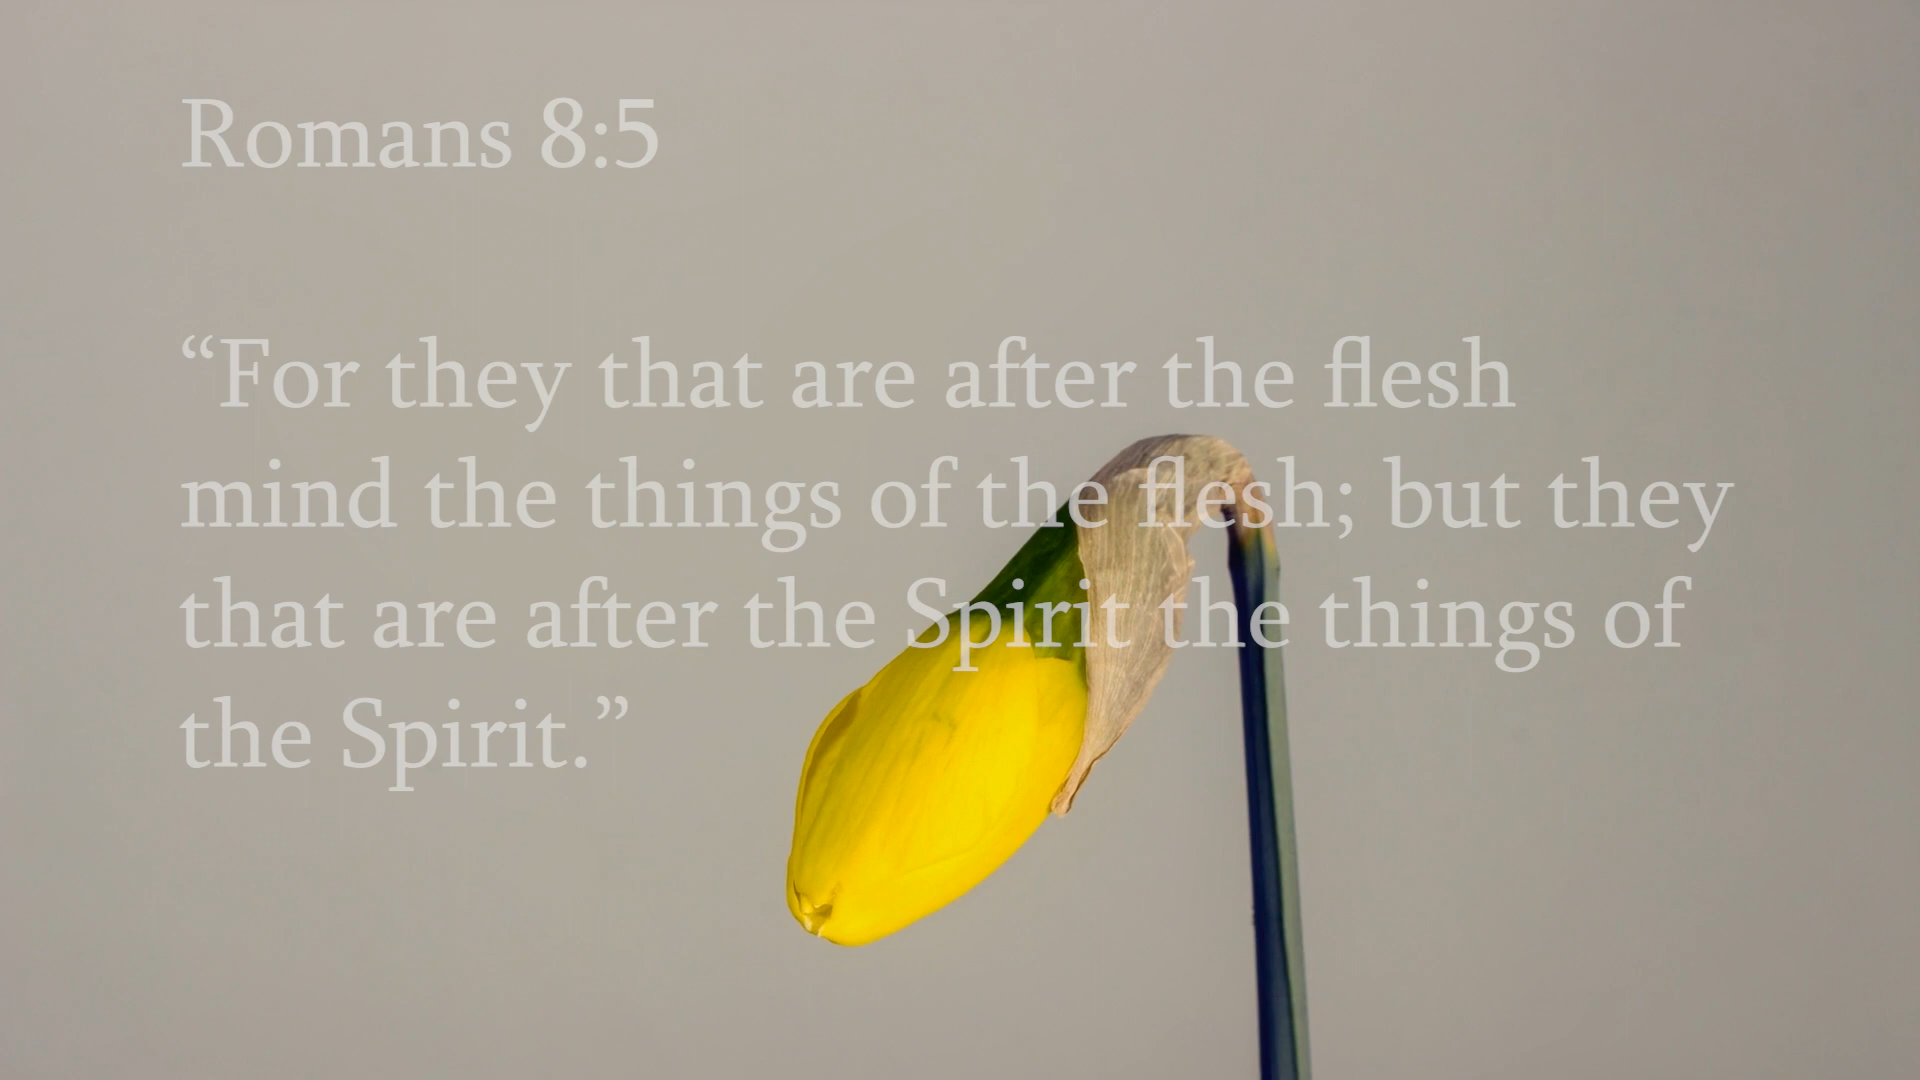 Romans 8:5
“For they that are after the flesh
mind the things of the flesh; but they
that are after the Spirit the things of
the Spirit.”